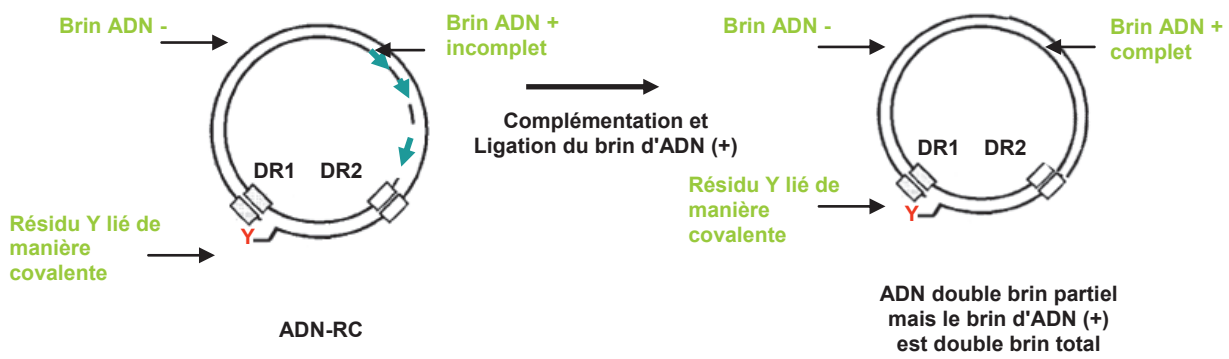 Brin ADN -
Brin ADN +
incomplet
DR1 DR2
Résidu Y lié de
manière
covalente
Y
ADN-RC
Complémentation et
Ligation du brin d'ADN (+)
Brin ADN -
Brin ADN +
complet
DR1 DR2
Résidu Y lié de
manière
covalente
Y
ADN double brin partiel
mais le brin d'ADN (+)
est double brin total